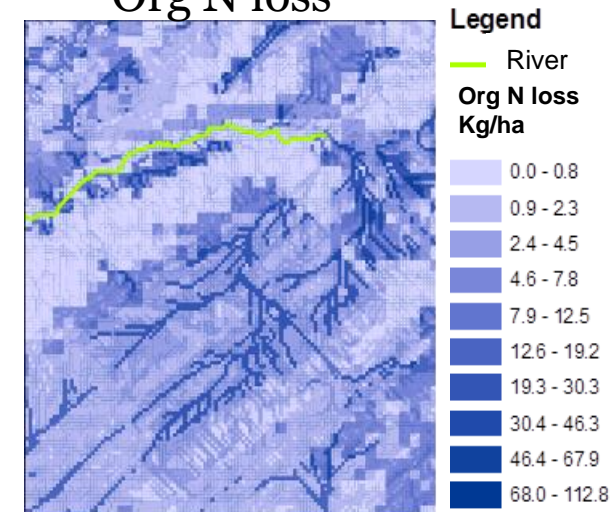 Org N loss
Legend
River
Org N loss
Kg/ha
0.0 - 0.8
0.9 - 2.3
2.4 - 4.5
4.6 - 7.8
7.9 - 12.5
12.6 - 19.2
19.3 - 30.3
30.4 - 46.3
46.4 - 67.9
68.0 - 112.8